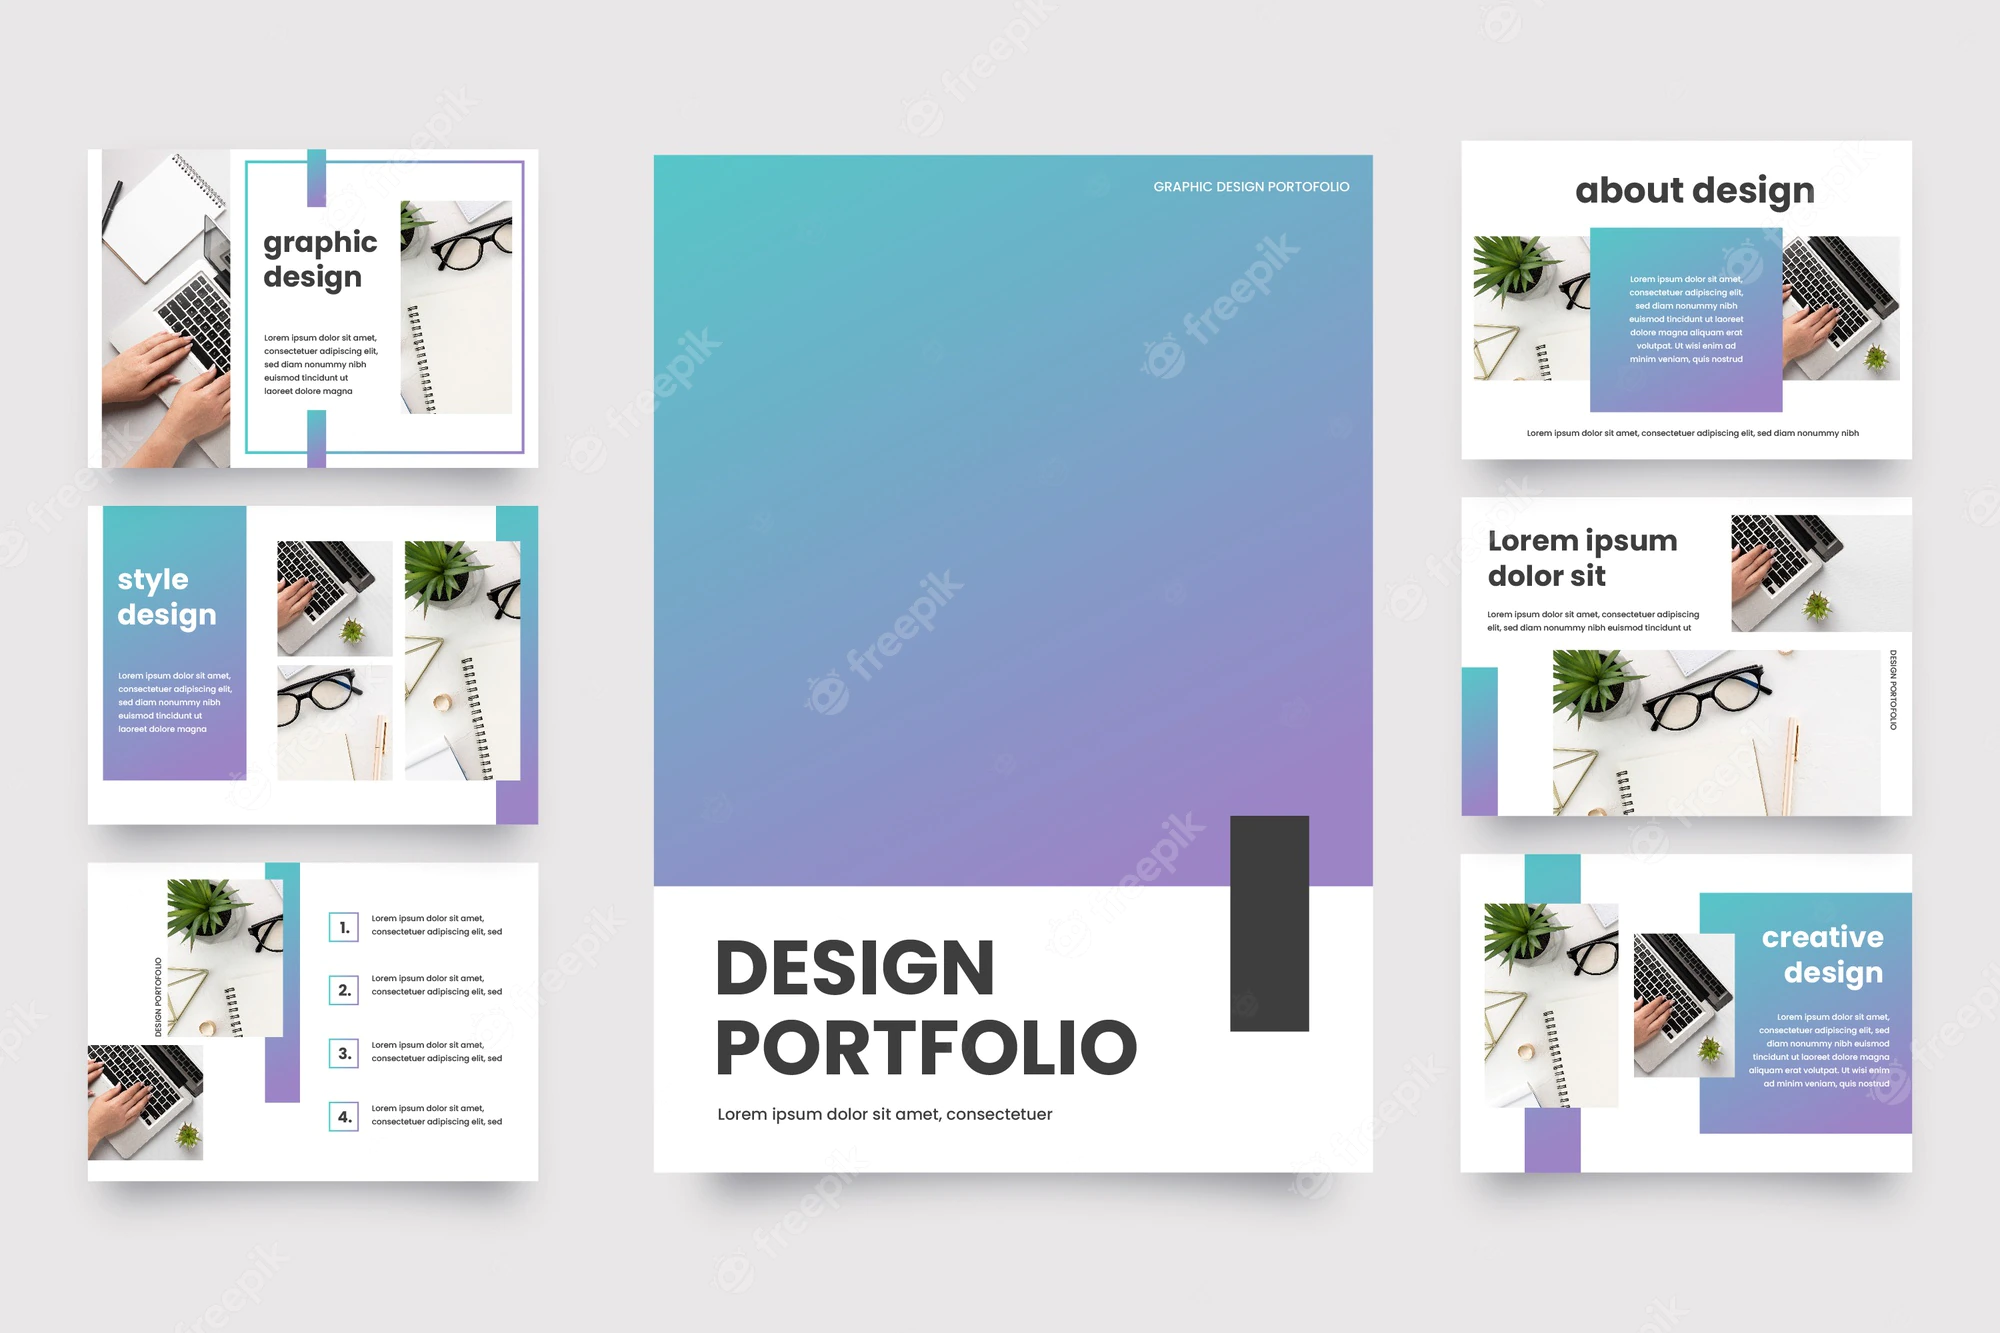 graphic
design
Lorem ipsum dolor sit amet,
consectetuer adipiscing elit,
sed diam nonummy nibh
euismod tincidunt ut
laoreet dolore magna
style
design
Lorem ipsum dolor sit amet,
consectetuer adipiscing elit,
sed diam nonummy nibh
euismod tincidunt ut
laoreet dolore magna
DESIGN PORTOFOLIO
1.
Lorem ipsum dolor sit amet,
consectetuer adipiscing elit, sed
2.
Lorem ipsum dolor sit amet,
consectetuer adipiscing elit, sed
3.
Lorem ipsum dolor sit amet,
consectetuer adipiscing elit, sed
4.
Lorem ipsum dolor sit amet,
consectetuer adipiscing elit, sed
GRAPHIC DESIGN PORTOFOLIO
DESIGN
PORTFOLIO
Lorem ipsum dolor sit amet, consectetuer
about design
Lorem ipsum dolor sit amet,
consectetuer adipiscing elit,
sed diam nonummy nibh
euismod tincidunt ut laoreet
dolore magna aliquam erat
volutpat. Ut wisi enim ad
minim veniam, quis nostrud
Lorem ipsum dolor sit amet, consectetuer adipiscing elit, sed diam nonummy nibh
Lorem ipsum
dolor sit
Lorem ipsum dolor sit amet, consectetuer adipiscing
elit, sed diam nonummy nibh euismod tincidunt ut
DESIGN PORTOFOLIO
creative
design
Lorem ipsum dolor sit amet,
consectetuer adipiscing elit, sed
diam nonummy nibh euismod
tincidunt ut laoreet dolore magna
aliquam erat volutpat. Ut wisi enim
ad minim veniam, quis nostrud
freepik
freepik
freepik
freepik
freepik
freepik
freepik